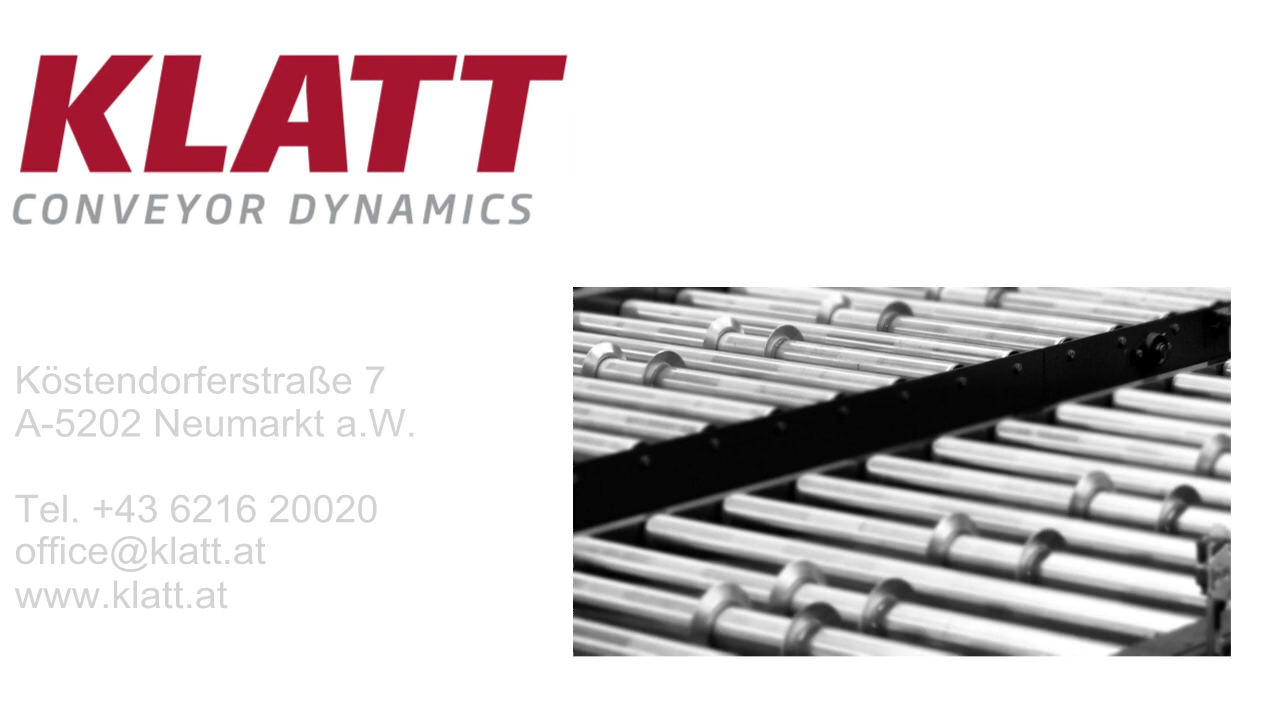 KLATT
CONVEYOR DYNAMICS
Köstendorferstraße 7
A-5202 Neumarkt a.W.
Tel. +43 6216 20020
office@klatt.at
www.klatt.at